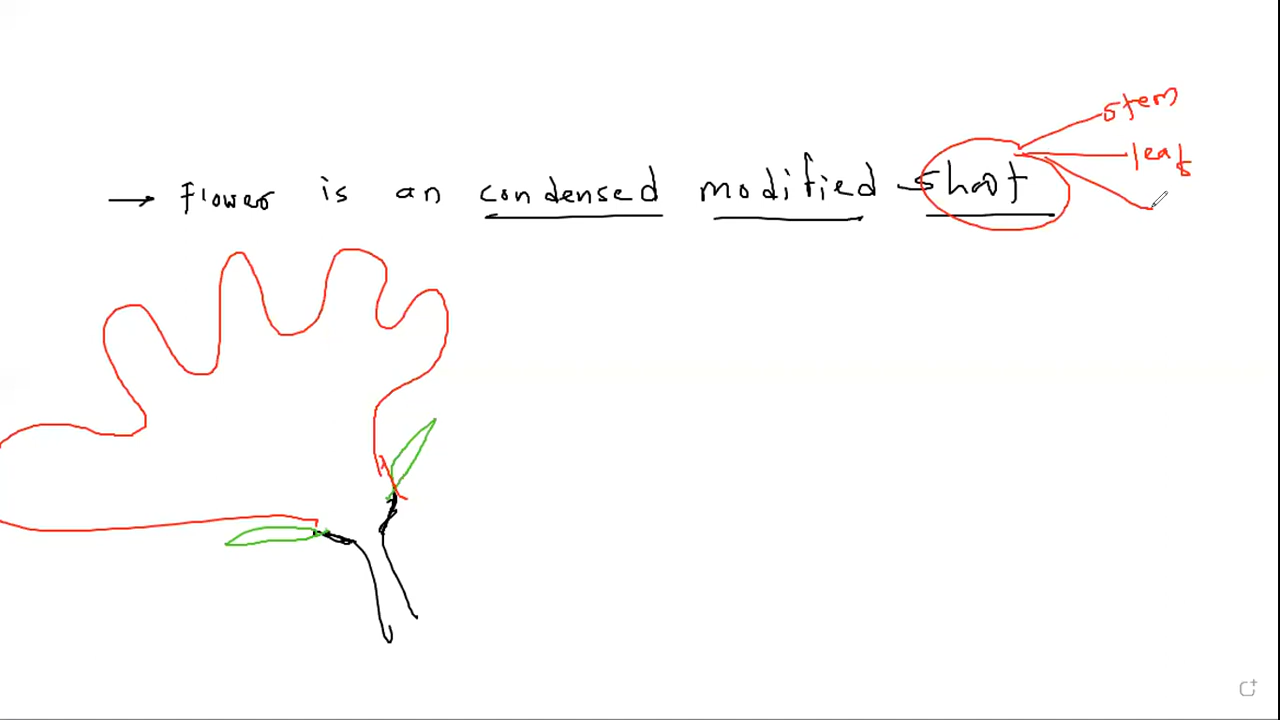 stem
leaf
→ flower is an condensed modified shoot